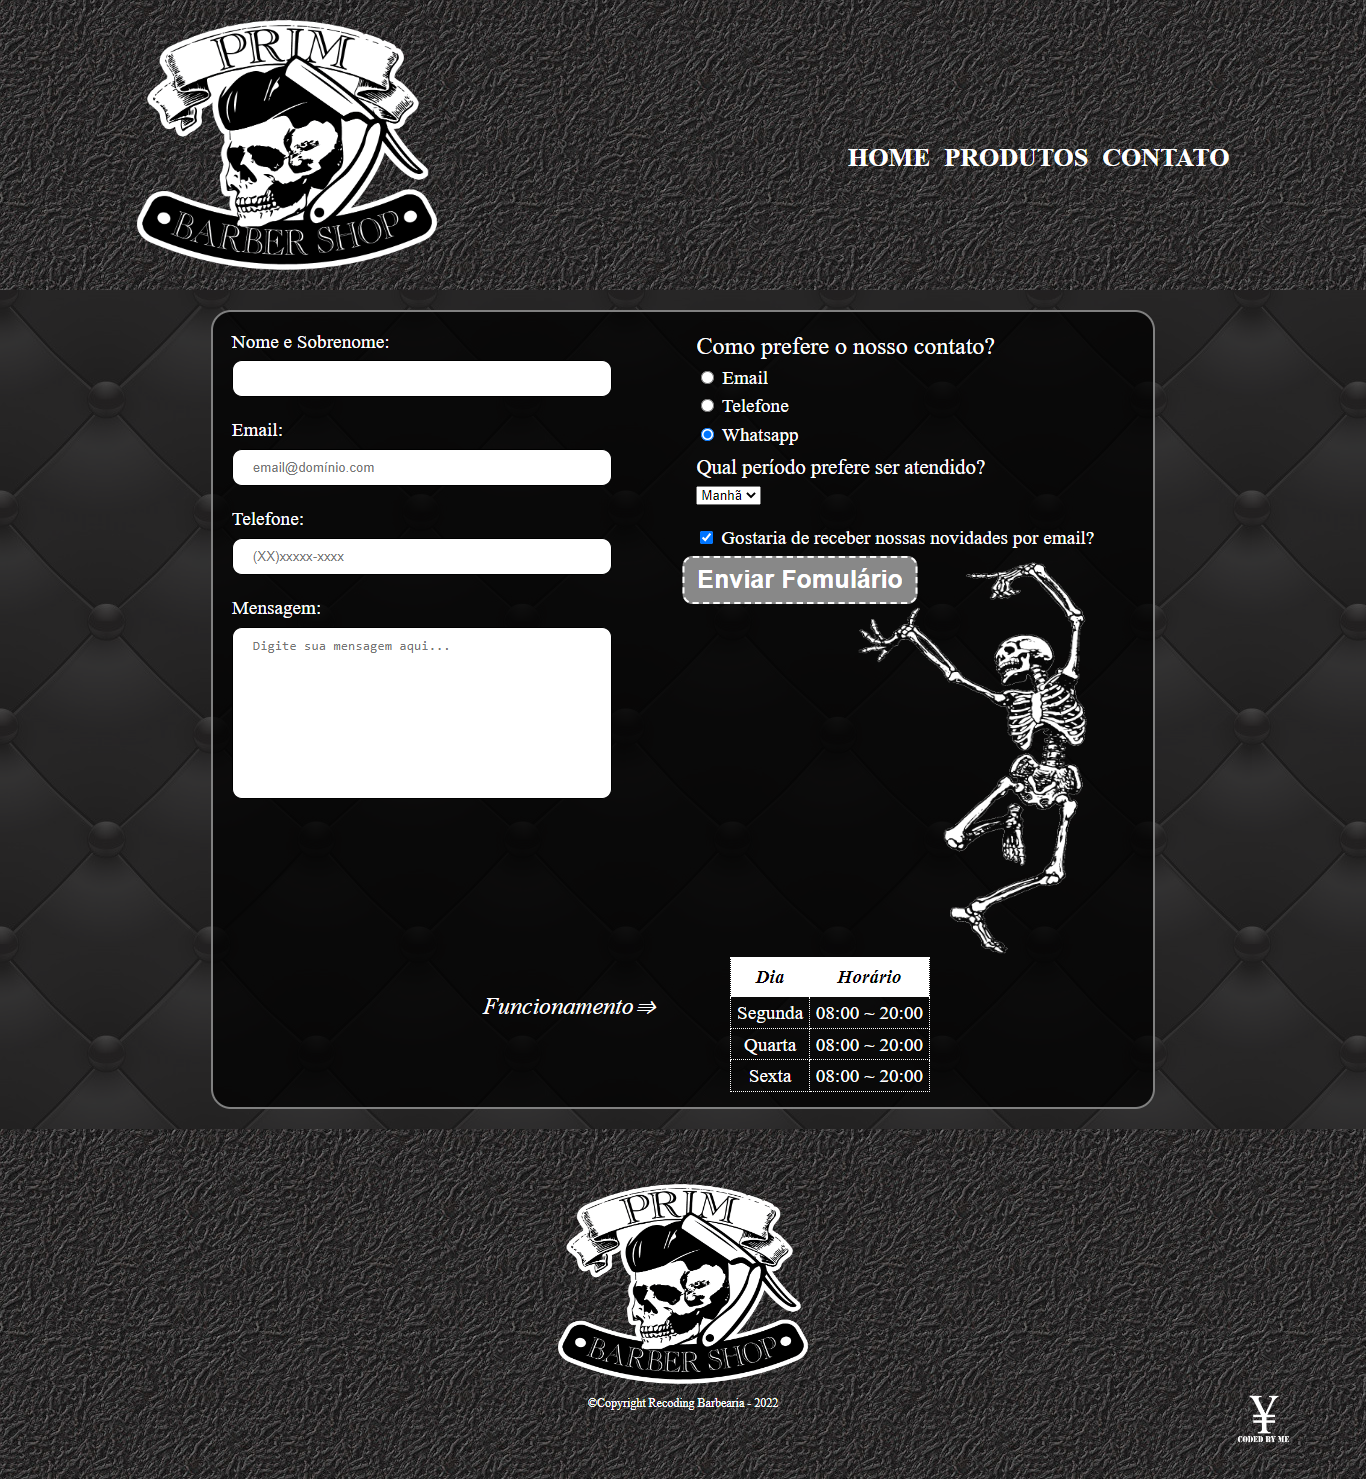 PRIM
BARBER SHOP
HOME PRODUTOS CONTATO
Nome e Sobrenome:
Email:
email@domínio.com
Telefone:
(XX)xxxxx-xxxx
Mensagem:
Digite sua mensagem aqui...
Como prefere o nosso contato?
Email
Telefone
Whatsapp
Qual período prefere ser atendido?
Manhã
Gostaria de receber nossas novidades por email?
Enviar Fomulário
Funcionamento⇛
Dia Horário
Segunda 08:00 ~ 20:00
Quarta 08:00 ~ 20:00
Sexta 08:00 ~ 20:00
PRIM
BARBER SHOP
©Copyright Recoding Barbearia - 2022
¥
CODED BY ME